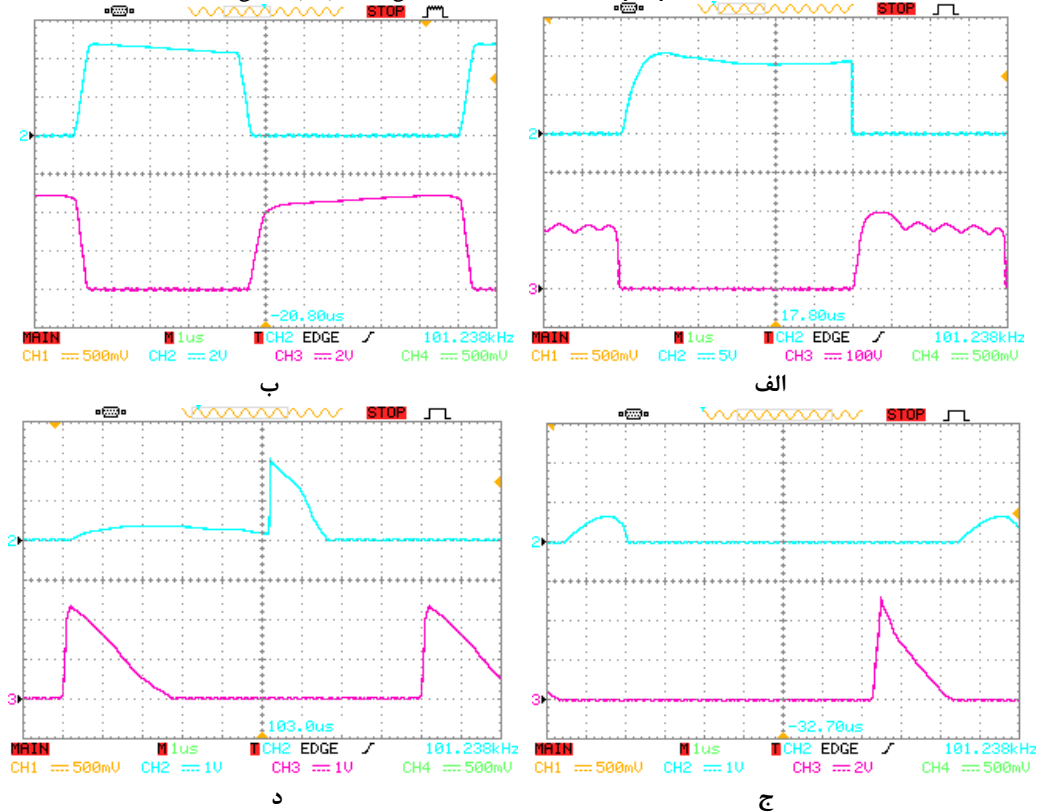 STOP
STOP
2
2
3
3
-20.80us
17.80us
MAIN M 1us T CH2 EDGE 101.238kHz
CH1 500mV CH2 2V CH3 2V CH4 500mV
MAIN M 1us T CH2 EDGE 101.238kHz
CH1 500mV CH2 5V CH3 100V CH4 500mV
ب
الف
STOP
STOP
2
2
3
3
103.0us
-32.70us
MAIN M 1us T CH2 EDGE 101.238kHz
CH1 500mV CH2 1V CH3 1V CH4 500mV
MAIN M 1us T CH2 EDGE 101.238kHz
CH1 500mV CH2 1V CH3 2V CH4 500mV
د
ج